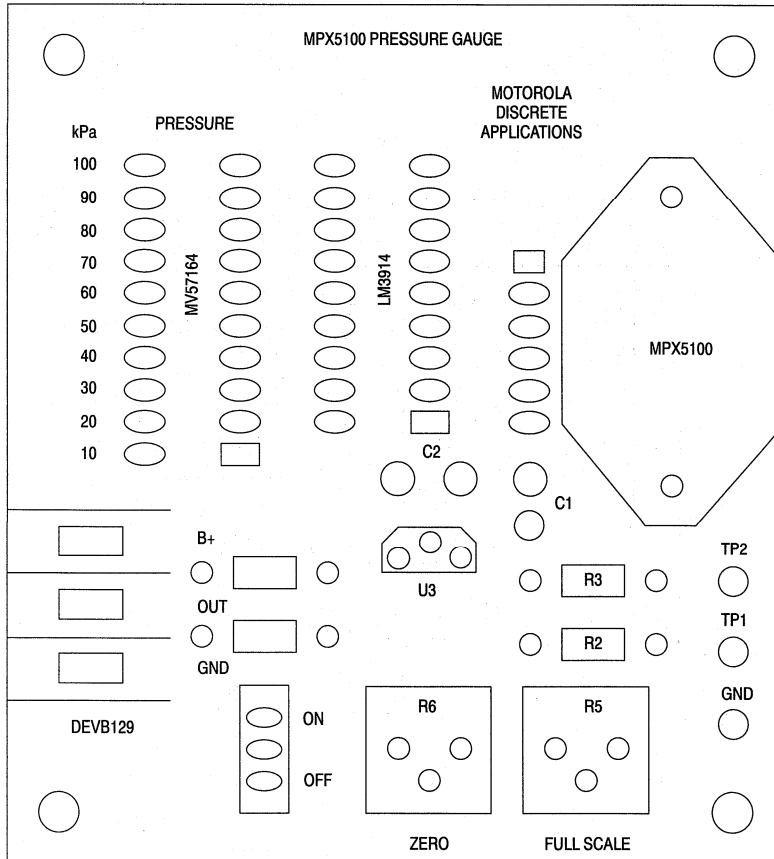 MPX5100 PRESSURE GAUGE
MOTOROLA
DISCRETE
APPLICATIONS
PRESSURE
kPa
100
90
80
70
60
50
40
30
20
10
MV57164
LM3914
MPX5100
C2
C1
B+
OUT
GND
U3
R3
R2
TP2
TP1
GND
DEVB129
ON
OFF
R6
R5
ZERO
FULL SCALE